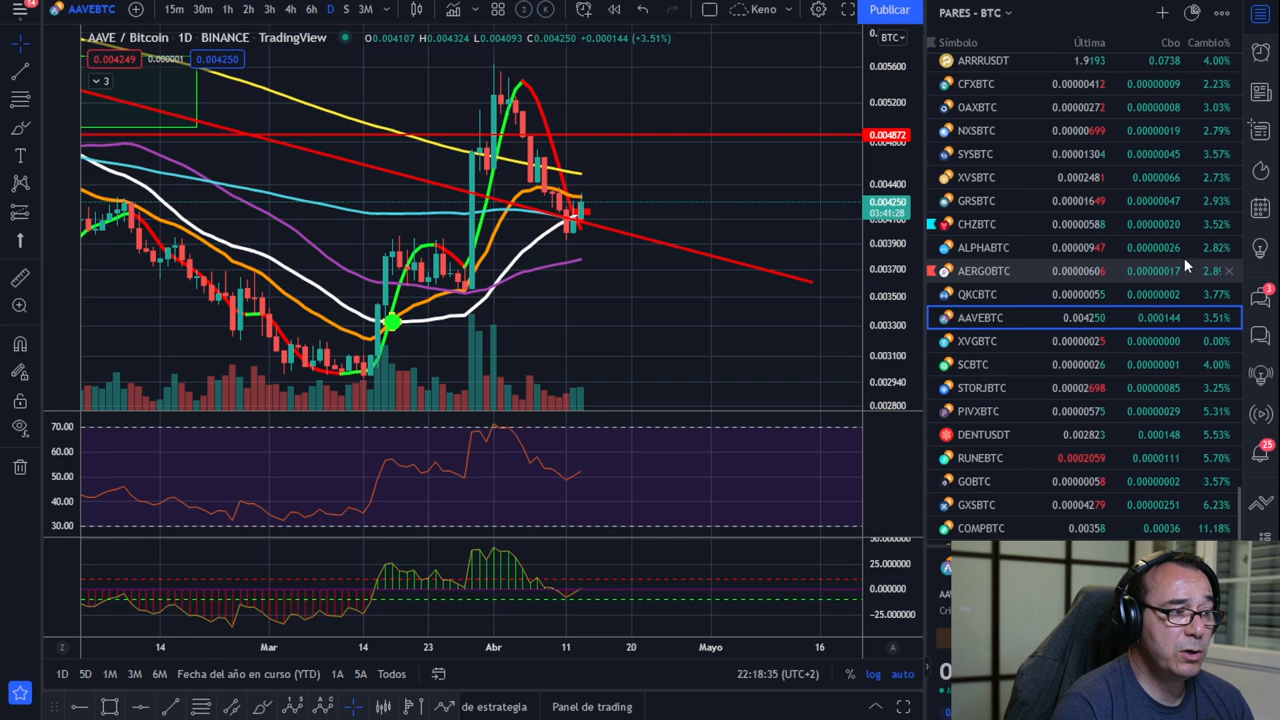 AAVEBTC
15m 30m 1h 2h 3h 4h 6h D S 3M
Keno
Publicar
PARES - BTC
AAVE / Bitcoin · 1D · BINANCE · TradingView
O0.004107 H0.004324 L0.004093 C0.004250 +0.000144 (+3.51%)
BTC
0.004249
0.000001
0.004250
3
0.005600
0.005200
0.004872
0.004800
0.004400
0.004250
03:41:28
0.003900
0.003700
0.003500
0.003300
0.003100
0.002940
0.002800
70.00
60.00
50.00
40.00
30.00
50.000000
25.000000
0.000000
−25.000000
Z
14
Mar
14
23
Abr
11
20
Mayo
16
A
1D 5D 1M 3M 6M Fecha del año en curso (YTD) 1A 5A Todos
22:18:35 (UTC+2)
% log auto
de estrategia
Panel de trading
Símbolo Última Cbo Cambio%
ARRRUSDT 1.9193 0.0738 4.00%
CFXBTC 0.00000412 0.00000009 2.23%
OAXBTC 0.00000272 0.00000008 3.03%
NXSBTC 0.00000699 0.00000019 2.79%
SYSBTC 0.00001304 0.00000045 3.57%
XVSBTC 0.0002481 0.0000066 2.73%
GRSBTC 0.00001649 0.00000047 2.93%
CHZBTC 0.00000588 0.00000020 3.52%
ALPHABTC 0.00000947 0.00000026 2.82%
AERGOBTC 0.00000606 0.00000017 2.8
QKCBTC 0.00000055 0.00000002 3.77%
AAVEBTC 0.004250 0.000144 3.51%
XVGBTC 0.00000025 0.00000000 0.00%
SCBTC 0.00000026 0.00000001 4.00%
STORJBTC 0.00002698 0.00000085 3.25%
PIVXBTC 0.00000575 0.00000029 5.31%
DENTUSDT 0.002823 0.000148 5.53%
RUNEBTC 0.0002059 0.0000111 5.70%
GOBTC 0.00000058 0.00000002 3.57%
GXSBTC 0.00004279 0.00000251 6.23%
COMPBTC 0.00358 0.00036 11.18%
3
25